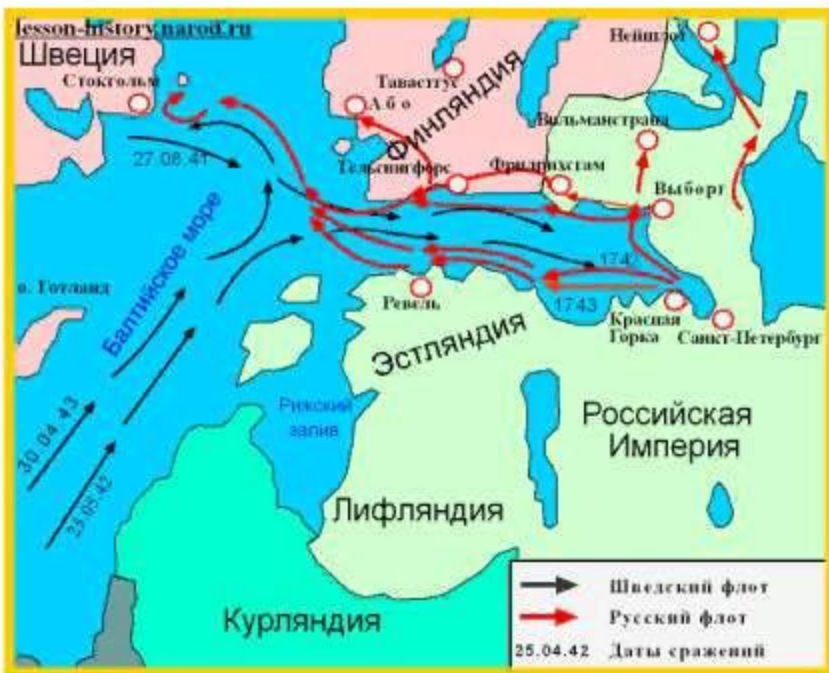 lesson-history.narod.ru
Швеция
Стокгольм
Нейшлот
Тавастгус
Або
Финляндия
Вильманстранд
Гельсингфорс
Фридрихсгам
Выборг
27.08.41
Балтийское море
о. Готланд
1742
1743
Ревель
Красная
Горка
Санкт-Петербург
Эстляндия
30.04.43
25.05.42
Рижский
залив
Российская
Империя
Лифляндия
Курляндия
Шведский флот
Русский флот
25.04.42 Даты сражений